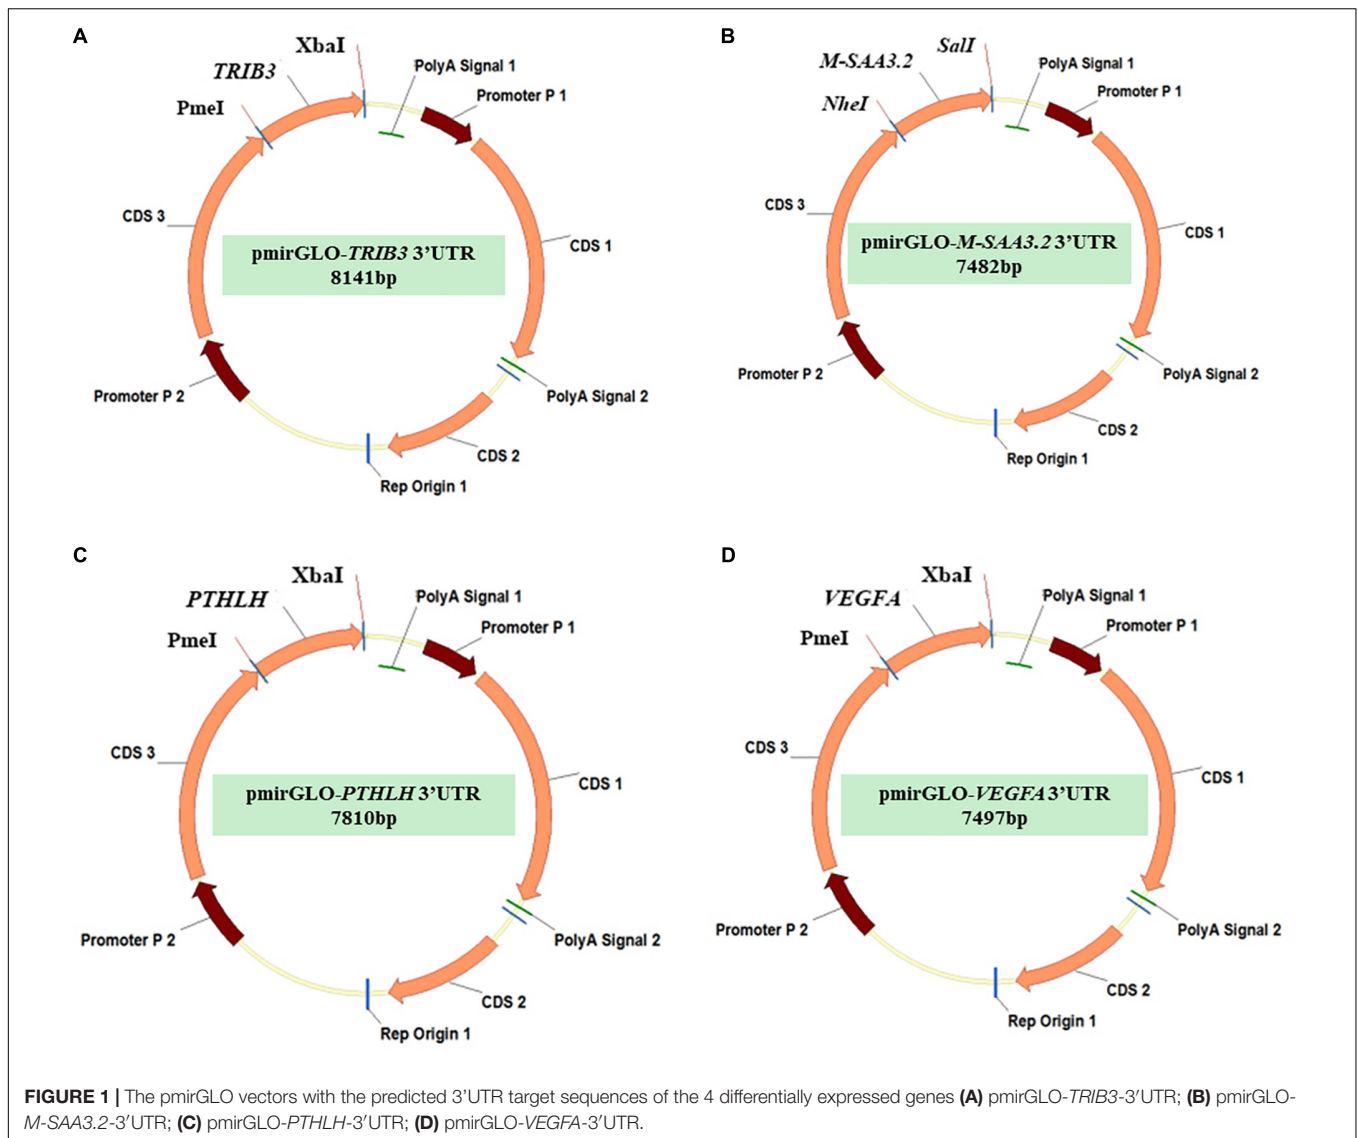 A
XbaI
TRIB3
PmeI
PolyA Signal 1
Promoter P 1
CDS 3
CDS 1
pmirGLO-TRIB3 3’UTR
8141bp
Promoter P 2
PolyA Signal 2
CDS 2
Rep Origin 1
B
SalI
M-SAA3.2
NheI
PolyA Signal 1
Promoter P 1
CDS 3
CDS 1
pmirGLO-M-SAA3.2 3’UTR
7482bp
Promoter P 2
PolyA Signal 2
CDS 2
Rep Origin 1
C
XbaI
PTHLH
PmeI
PolyA Signal 1
Promoter P 1
CDS 3
CDS 1
pmirGLO-PTHLH 3’UTR
7810bp
Promoter P 2
PolyA Signal 2
CDS 2
Rep Origin 1
D
XbaI
VEGFA
PmeI
PolyA Signal 1
Promoter P 1
CDS 3
CDS 1
pmirGLO-VEGFA 3’UTR
7497bp
Promoter P 2
PolyA Signal 2
CDS 2
Rep Origin 1
FIGURE 1 | The pmirGLO vectors with the predicted 3’UTR target sequences of the 4 differentially expressed genes (A) pmirGLO-TRIB3-3′UTR; (B) pmirGLO-
M-SAA3.2-3′UTR; (C) pmirGLO-PTHLH-3′UTR; (D) pmirGLO-VEGFA-3′UTR.